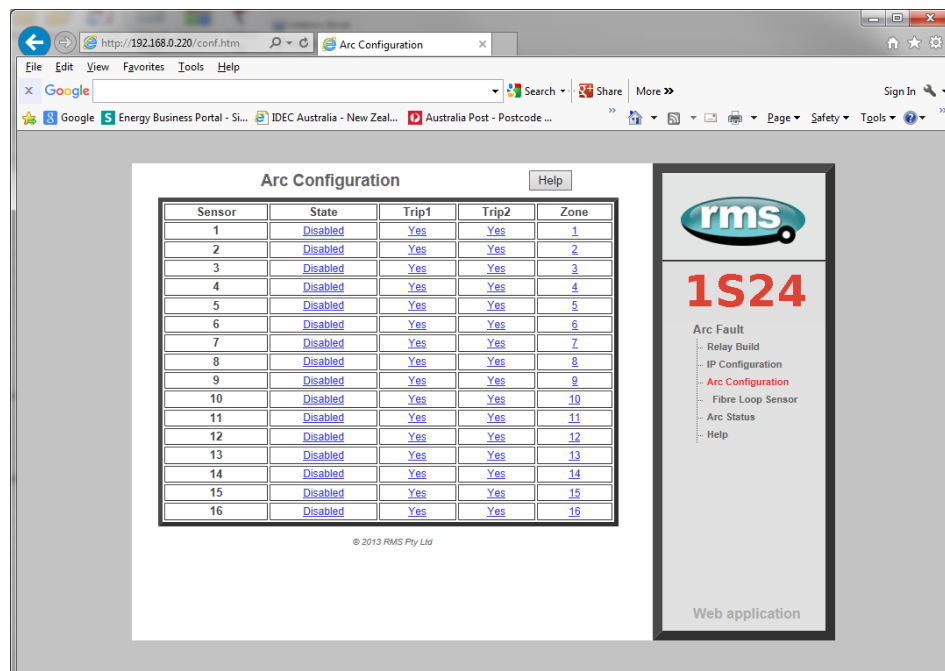 http://192.168.0.220/conf.htm
Arc Configuration
File Edit View Favorites Tools Help
x Google Search Share More » Sign In
Google Energy Business Portal - Si... IDEC Australia - New Zeal... Australia Post - Postcode ... » Page Safety Tools »
Arc Configuration Help
Sensor State Trip1 Trip2 Zone
1 Disabled Yes Yes 1
2 Disabled Yes Yes 2
3 Disabled Yes Yes 3
4 Disabled Yes Yes 4
5 Disabled Yes Yes 5
6 Disabled Yes Yes 6
7 Disabled Yes Yes 7
8 Disabled Yes Yes 8
9 Disabled Yes Yes 9
10 Disabled Yes Yes 10
11 Disabled Yes Yes 11
12 Disabled Yes Yes 12
13 Disabled Yes Yes 13
14 Disabled Yes Yes 14
15 Disabled Yes Yes 15
16 Disabled Yes Yes 16
© 2013 RMS Pty Ltd
rms
1S24
Arc Fault
Relay Build
IP Configuration
Arc Configuration
Fibre Loop Sensor
Arc Status
Help
Web application